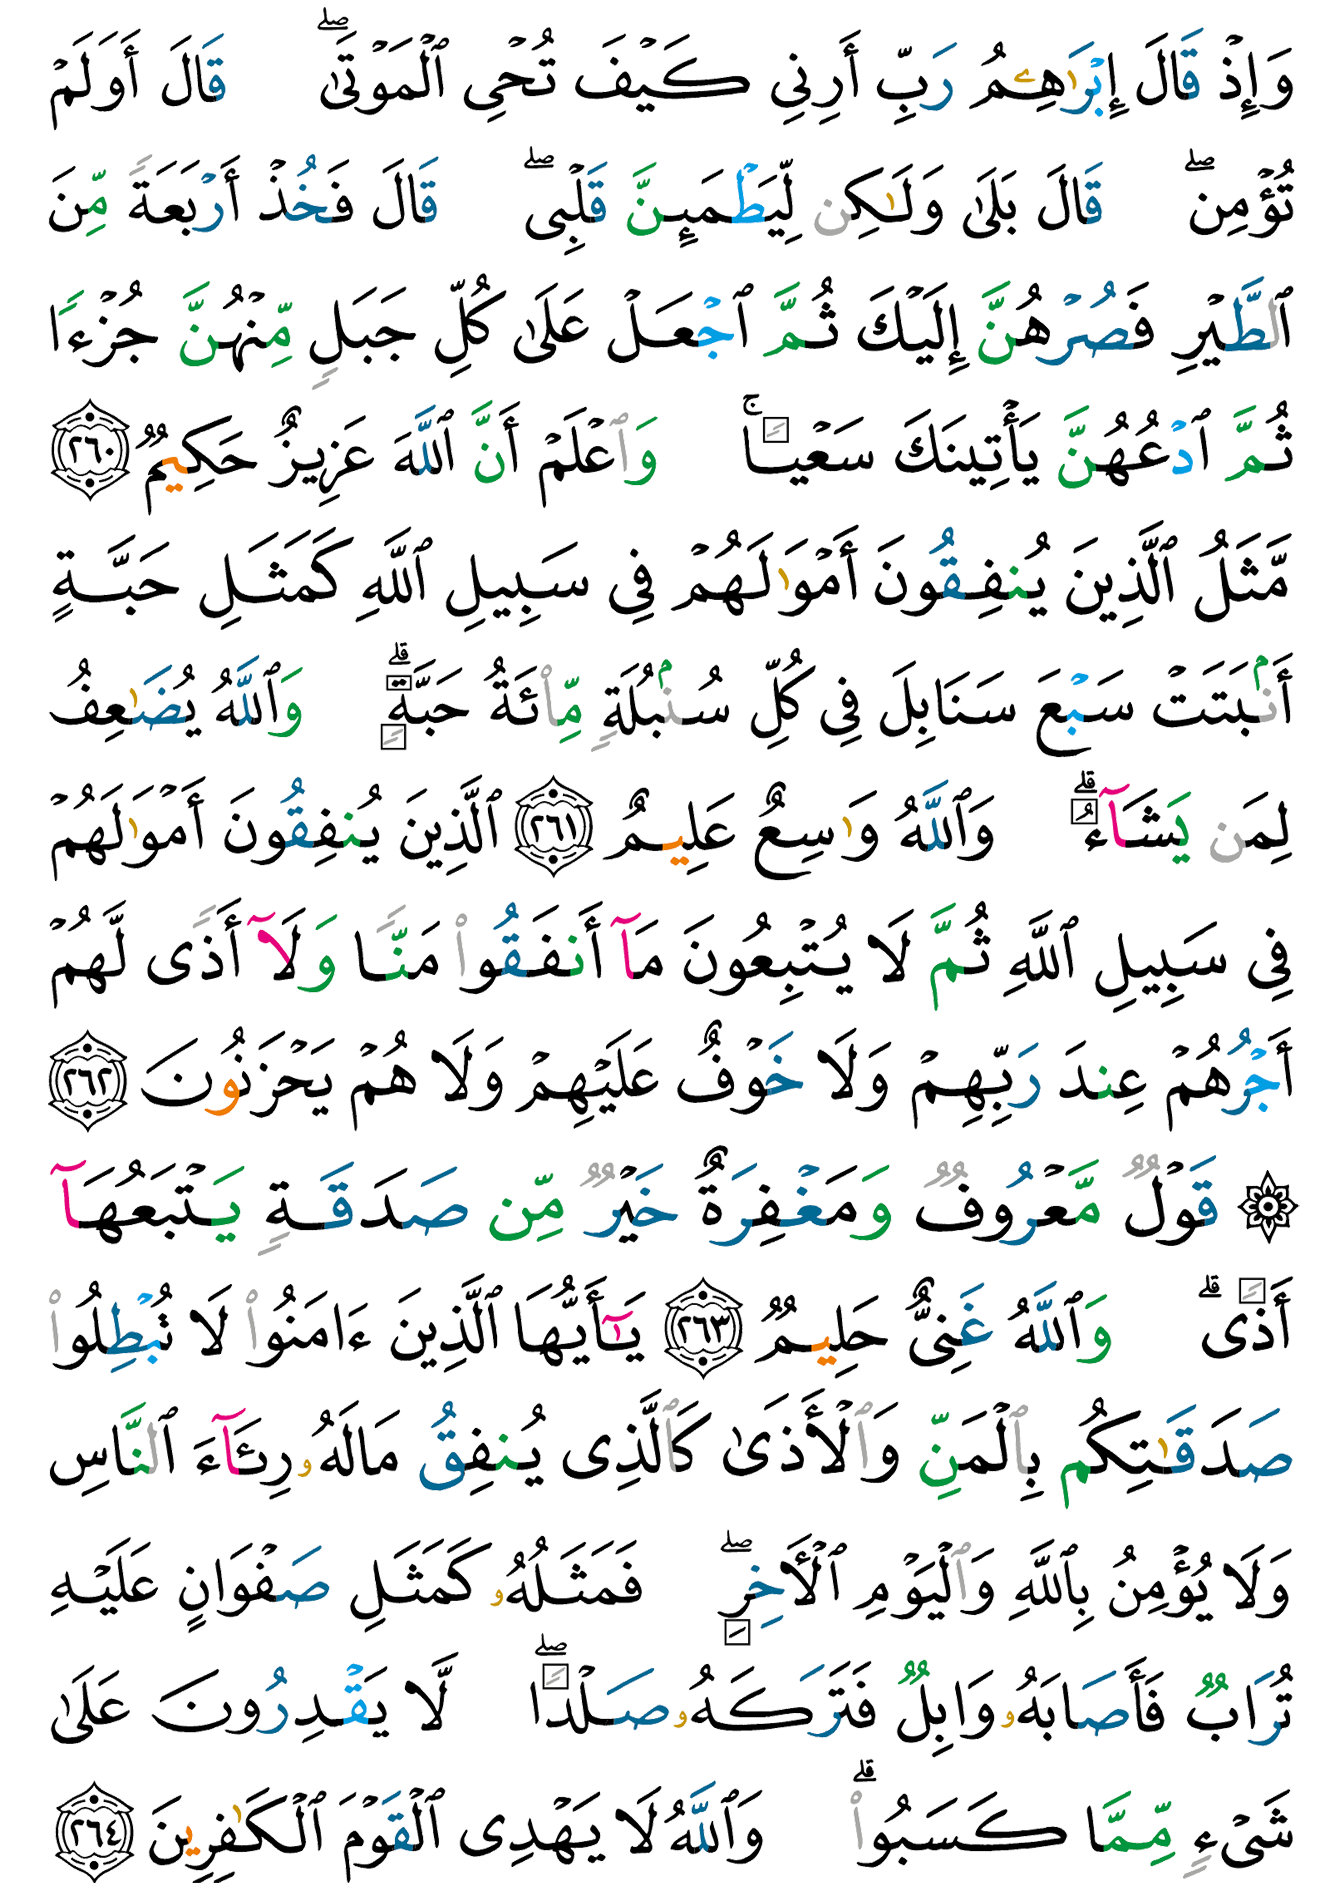 وَإِذۡ قَالَ إِبۡرَٰهِـۧمُ رَبِّ أَرِنِي كَيۡفَ تُحۡيِ ٱلۡمَوۡتَىٰۖ قَالَ أَوَلَمۡ
تُؤۡمِنۖ قَالَ بَلَىٰ وَلَٰكِن لِّيَطۡمَئِنَّ قَلۡبِيۖ قَالَ فَخُذۡ أَرۡبَعَةٗ مِّنَ
ٱلطَّيۡرِ فَصُرۡهُنَّ إِلَيۡكَ ثُمَّ ٱجۡعَلۡ عَلَىٰ كُلِّ جَبَلٖ مِّنۡهُنَّ جُزۡءٗا
ثُمَّ ٱدۡعُهُنَّ يَأۡتِينَكَ سَعۡيٗاۚ وَٱعۡلَمۡ أَنَّ ٱللَّهَ عَزِيزٌ حَكِيمٞ ٢٦٠
مَّثَلُ ٱلَّذِينَ يُنفِقُونَ أَمۡوَٰلَهُمۡ فِي سَبِيلِ ٱللَّهِ كَمَثَلِ حَبَّةٍ
أَنۢبَتَتۡ سَبۡعَ سَنَابِلَ فِي كُلِّ سُنۢبُلَةٖ مِّاْئَةُ حَبَّةٖۗ وَٱللَّهُ يُضَٰعِفُ
لِمَن يَشَآءُۗ وَٱللَّهُ وَٰسِعٌ عَلِيمٌ ٢٦١ ٱلَّذِينَ يُنفِقُونَ أَمۡوَٰلَهُمۡ
فِي سَبِيلِ ٱللَّهِ ثُمَّ لَا يُتۡبِعُونَ مَآ أَنفَقُواْ مَنّٗا وَلَآ أَذٗى لَّهُمۡ
أَجۡرُهُمۡ عِندَ رَبِّهِمۡ وَلَا خَوۡفٌ عَلَيۡهِمۡ وَلَا هُمۡ يَحۡزَنُونَ ٢٦٢
۞ قَوۡلٞ مَّعۡرُوفٞ وَمَغۡفِرَةٌ خَيۡرٞ مِّن صَدَقَةٖ يَتۡبَعُهَآ
أَذٗىۗ وَٱللَّهُ غَنِيٌّ حَلِيمٞ ٢٦٣ يَٰٓأَيُّهَا ٱلَّذِينَ ءَامَنُواْ لَا تُبۡطِلُواْ
صَدَقَٰتِكُم بِٱلۡمَنِّ وَٱلۡأَذَىٰ كَٱلَّذِي يُنفِقُ مَالَهُۥ رِئَآءَ ٱلنَّاسِ
وَلَا يُؤۡمِنُ بِٱللَّهِ وَٱلۡيَوۡمِ ٱلۡأٓخِرِۖ فَمَثَلُهُۥ كَمَثَلِ صَفۡوَانٍ عَلَيۡهِ
تُرَابٞ فَأَصَابَهُۥ وَابِلٞ فَتَرَكَهُۥ صَلۡدٗاۖ لَّا يَقۡدِرُونَ عَلَىٰ
شَيۡءٖ مِّمَّا كَسَبُواْۗ وَٱللَّهُ لَا يَهۡدِي ٱلۡقَوۡمَ ٱلۡكَٰفِرِينَ ٢٦٤